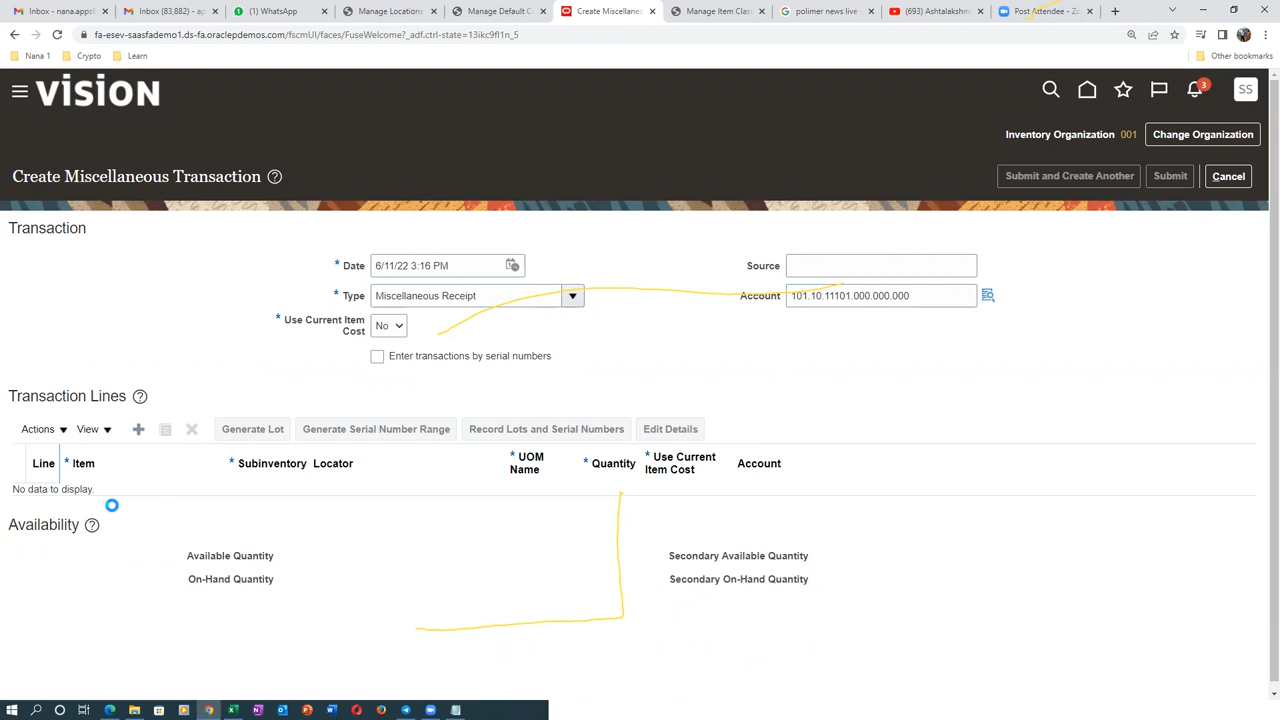 Inbox - nana.apps8
Inbox (83,882) - ap
(1) WhatsApp
Manage Locations
Manage Default C
Create Miscellaneo
Manage Item Class
polimer news live -
(693) Ashtalakshm
Post Attendee - Zo
fa-esev-saasfademo1.ds-fa.oraclepdemos.com/fscmUI/faces/FuseWelcome?_adf.ctrl-state=13ikc9fl1n_5
Nana 1
Crypto
Learn
Other bookmarks
VISION
3
SS
Inventory Organization 001
Change Organization
Create Miscellaneous Transaction
Submit and Create Another
Submit
Cancel
Transaction
* Date 6/11/22 3:16 PM
Source
* Type Miscellaneous Receipt
Account 101.10.11101.000.000.000
* Use Current Item Cost No
Enter transactions by serial numbers
Transaction Lines
Actions
View
Generate Lot
Generate Serial Number Range
Record Lots and Serial Numbers
Edit Details
Line * Item * Subinventory Locator * UOM Name * Quantity * Use Current Item Cost Account
No data to display.
Availability
Available Quantity
Secondary Available Quantity
On-Hand Quantity
Secondary On-Hand Quantity